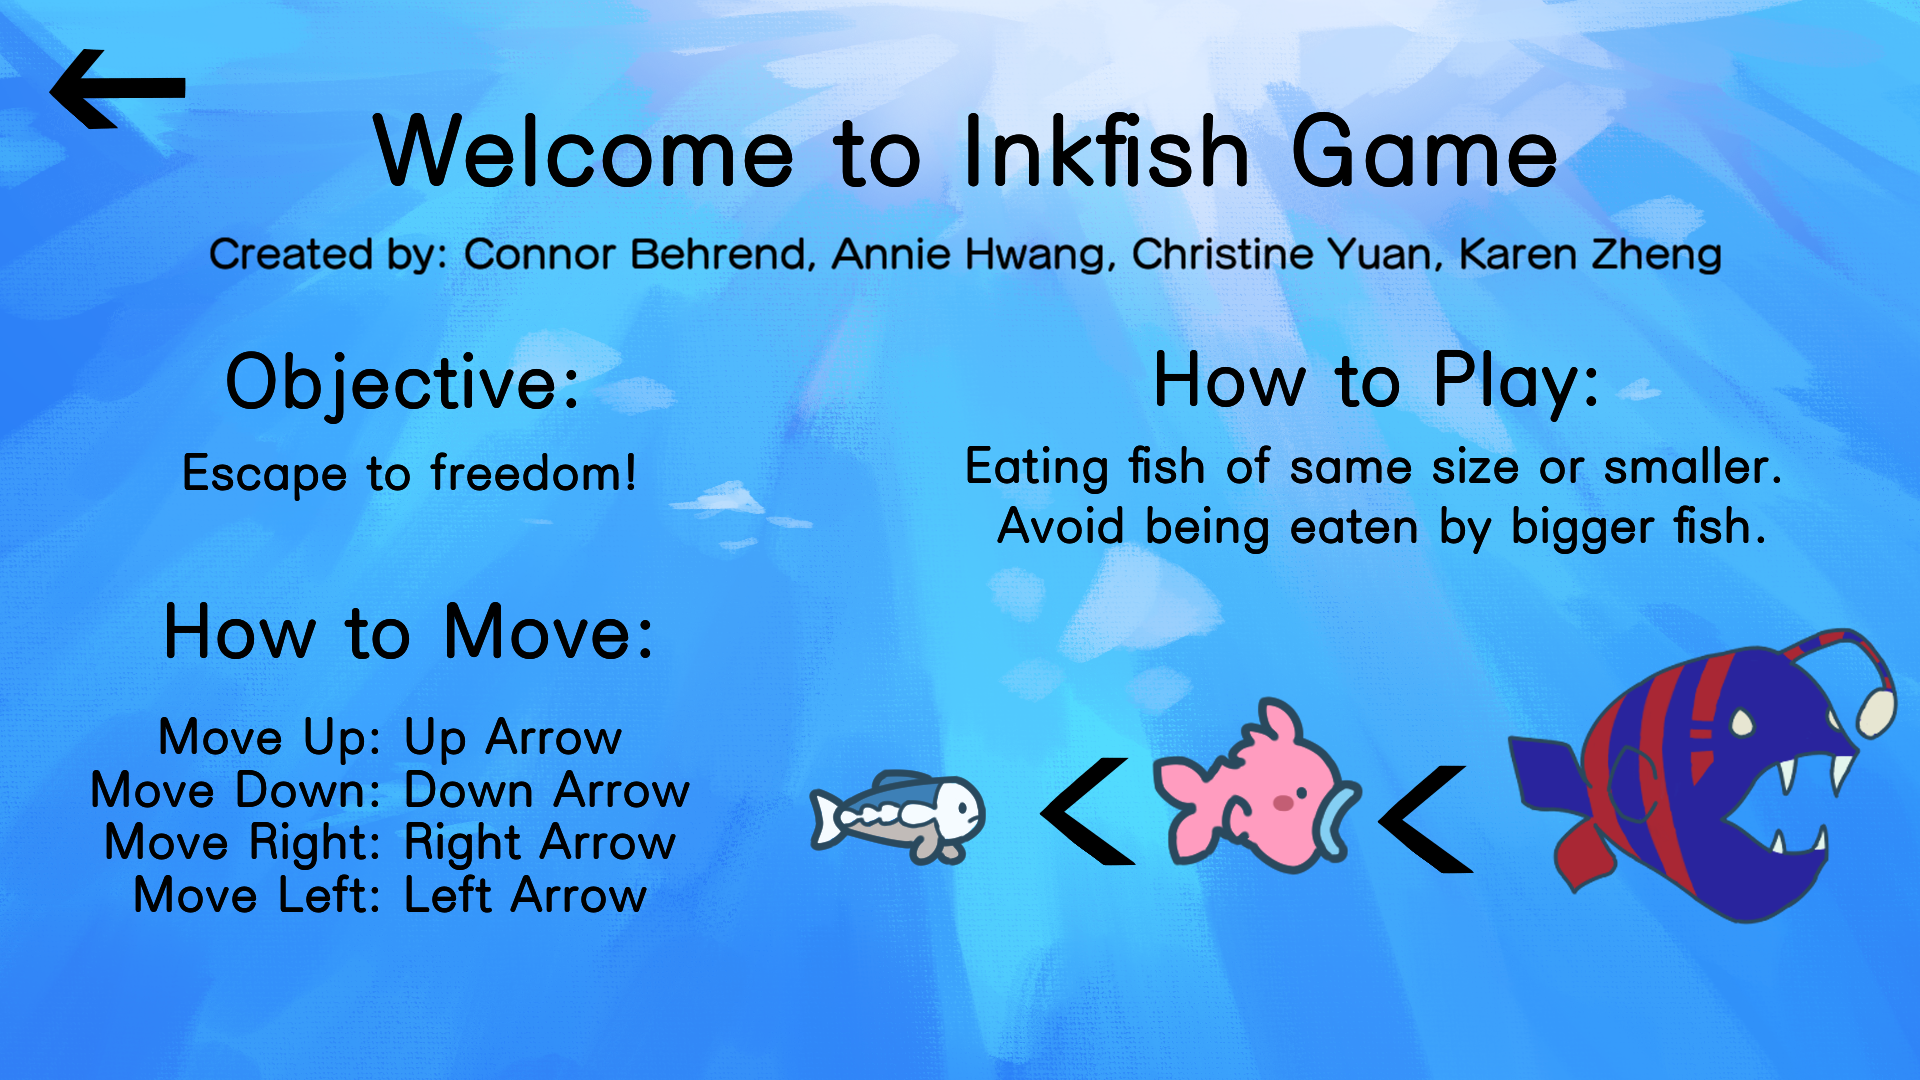 Welcome to Inkfish Game
Created by: Connor Behrend, Annie Hwang, Christine Yuan, Karen Zheng
Objective:
Escape to freedom!
How to Play:
Eating fish of same size or smaller.
Avoid being eaten by bigger fish.
How to Move:
Move Up: Up Arrow
Move Down: Down Arrow
Move Right: Right Arrow
Move Left: Left Arrow
< <